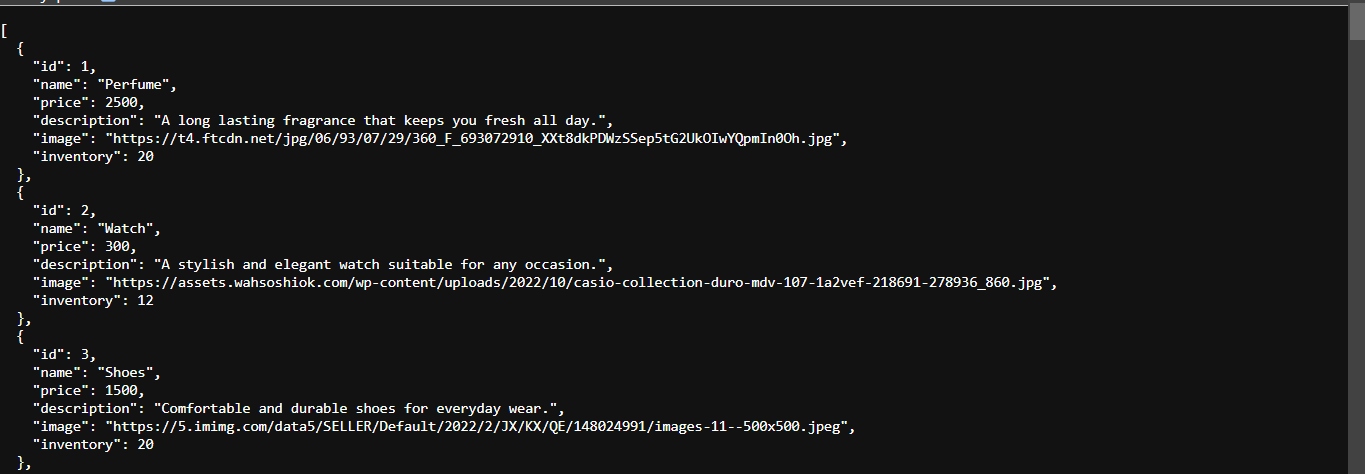 [
  {
    "id": 1,
    "name": "Perfume",
    "price": 2500,
    "description": "A long lasting fragrance that keeps you fresh all day.",
    "image": "https://t4.ftcdn.net/jpg/06/93/07/29/360_F_693072910_XXt8dkPDWzSSep5tG2UkOIwYQpmIn0Oh.jpg",
    "inventory": 20
  },
  {
    "id": 2,
    "name": "Watch",
    "price": 300,
    "description": "A stylish and elegant watch suitable for any occasion.",
    "image": "https://assets.wahsoshiok.com/wp-content/uploads/2022/10/casio-collection-duro-mdv-107-1a2vef-218691-278936_860.jpg",
    "inventory": 12
  },
  {
    "id": 3,
    "name": "Shoes",
    "price": 1500,
    "description": "Comfortable and durable shoes for everyday wear.",
    "image": "https://5.imimg.com/data5/SELLER/Default/2022/2/JX/KX/QE/148024991/images-11--500x500.jpeg",
    "inventory": 20
  },